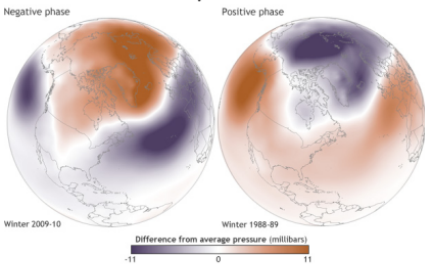 Negative phase
Positive phase
Winter 2009-10
Winter 1988-89
Difference from average pressure (millibars)
-11 0 11